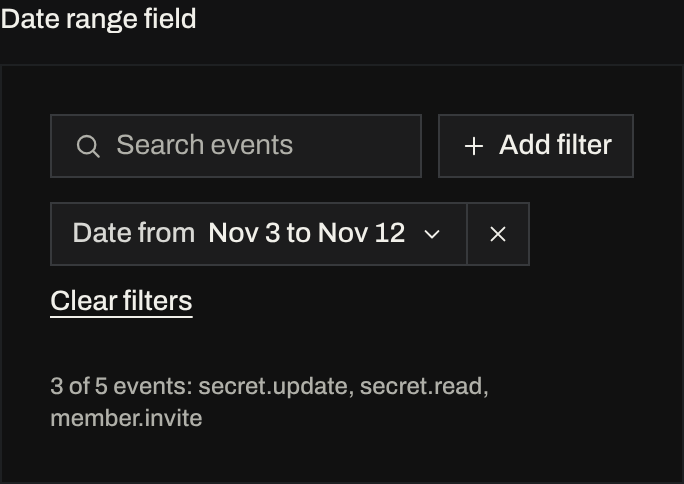 Date range field
Search events
Add filter
Date from Nov 3 to Nov 12
Clear filters
3 of 5 events: secret.update, secret.read,
member.invite